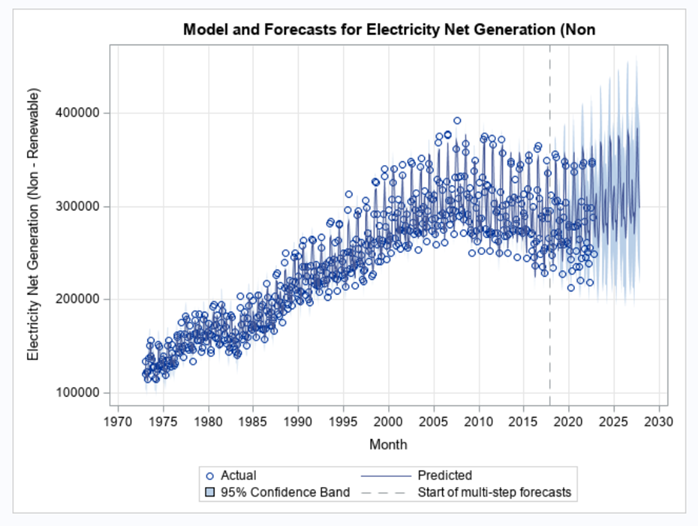 Model and Forecasts for Electricity Net Generation (Non
Electricity Net Generation (Non - Renewable)
400000
300000
200000
100000
1970 1975 1980 1985 1990 1995 2000 2005 2010 2015 2020 2025 2030
Month
Actual Predicted
95% Confidence Band Start of multi-step forecasts